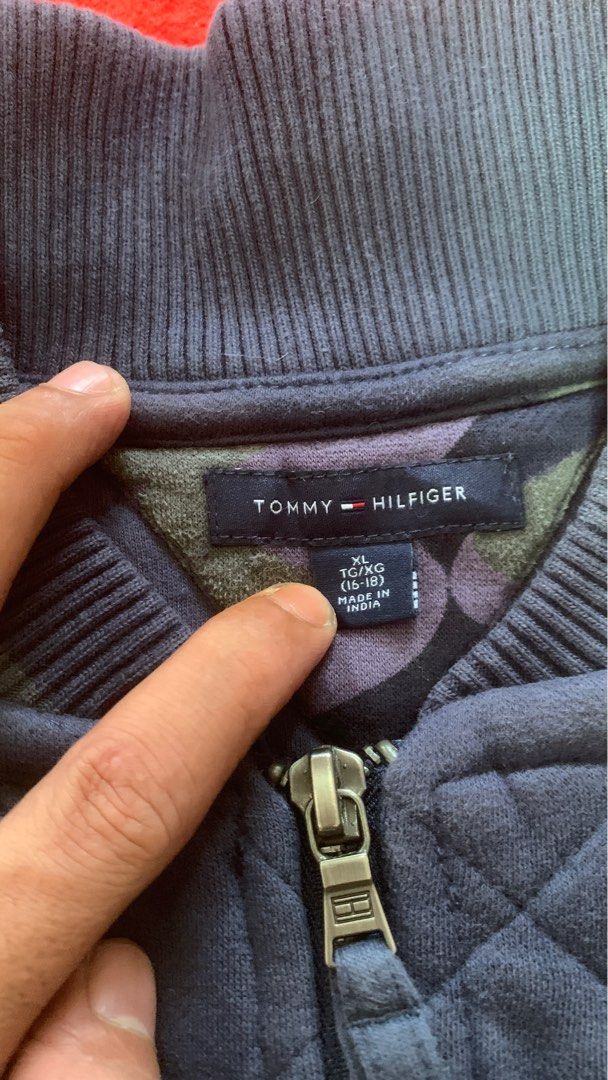 TOMMY HILFIGER
XL
TG/XG
(16-18)
MADE IN
INDIA